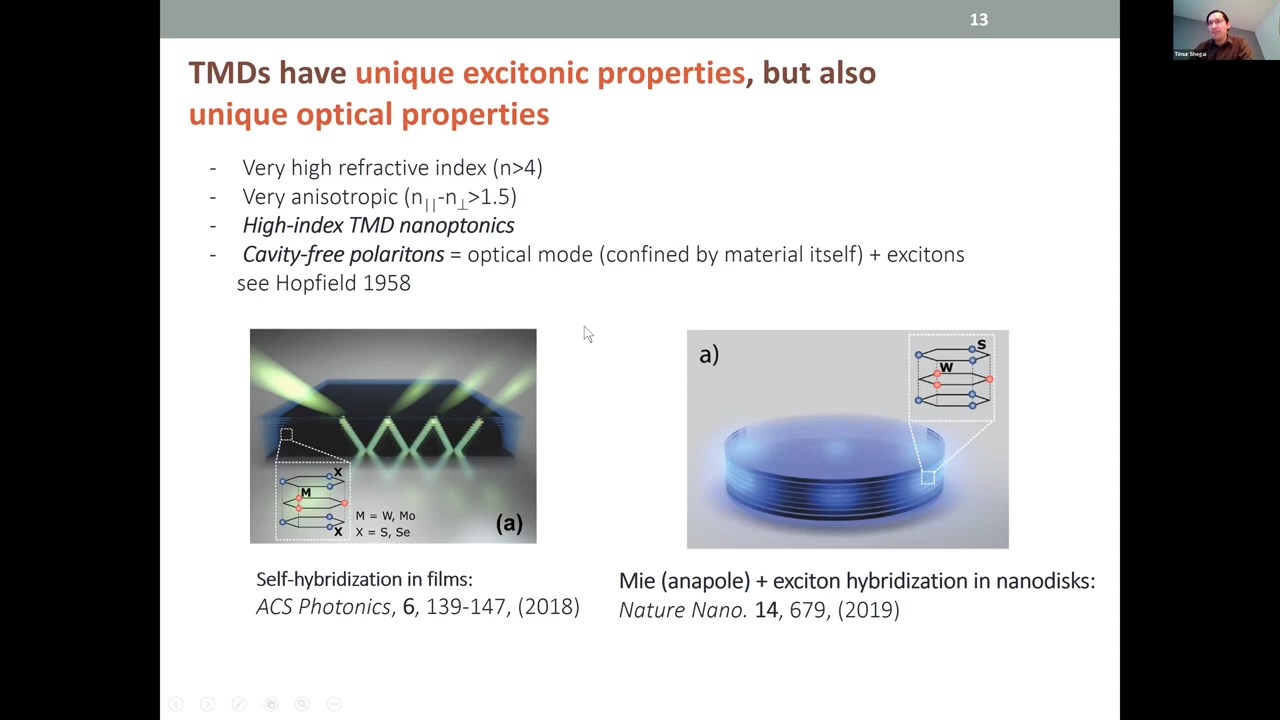 13
Timur Shegai
TMDs have unique excitonic properties, but also
unique optical properties
- Very high refractive index (n>4)
- Very anisotropic (n||-n⊥>1.5)
- High-index TMD nanoptonics
- Cavity-free polaritons = optical mode (confined by material itself) + excitons
see Hopfield 1958
X
M
X
M = W, Mo
X = S, Se
(a)
a)
S
W
Self-hybridization in films:
ACS Photonics, 6, 139-147, (2018)
Mie (anapole) + exciton hybridization in nanodisks:
Nature Nano. 14, 679, (2019)